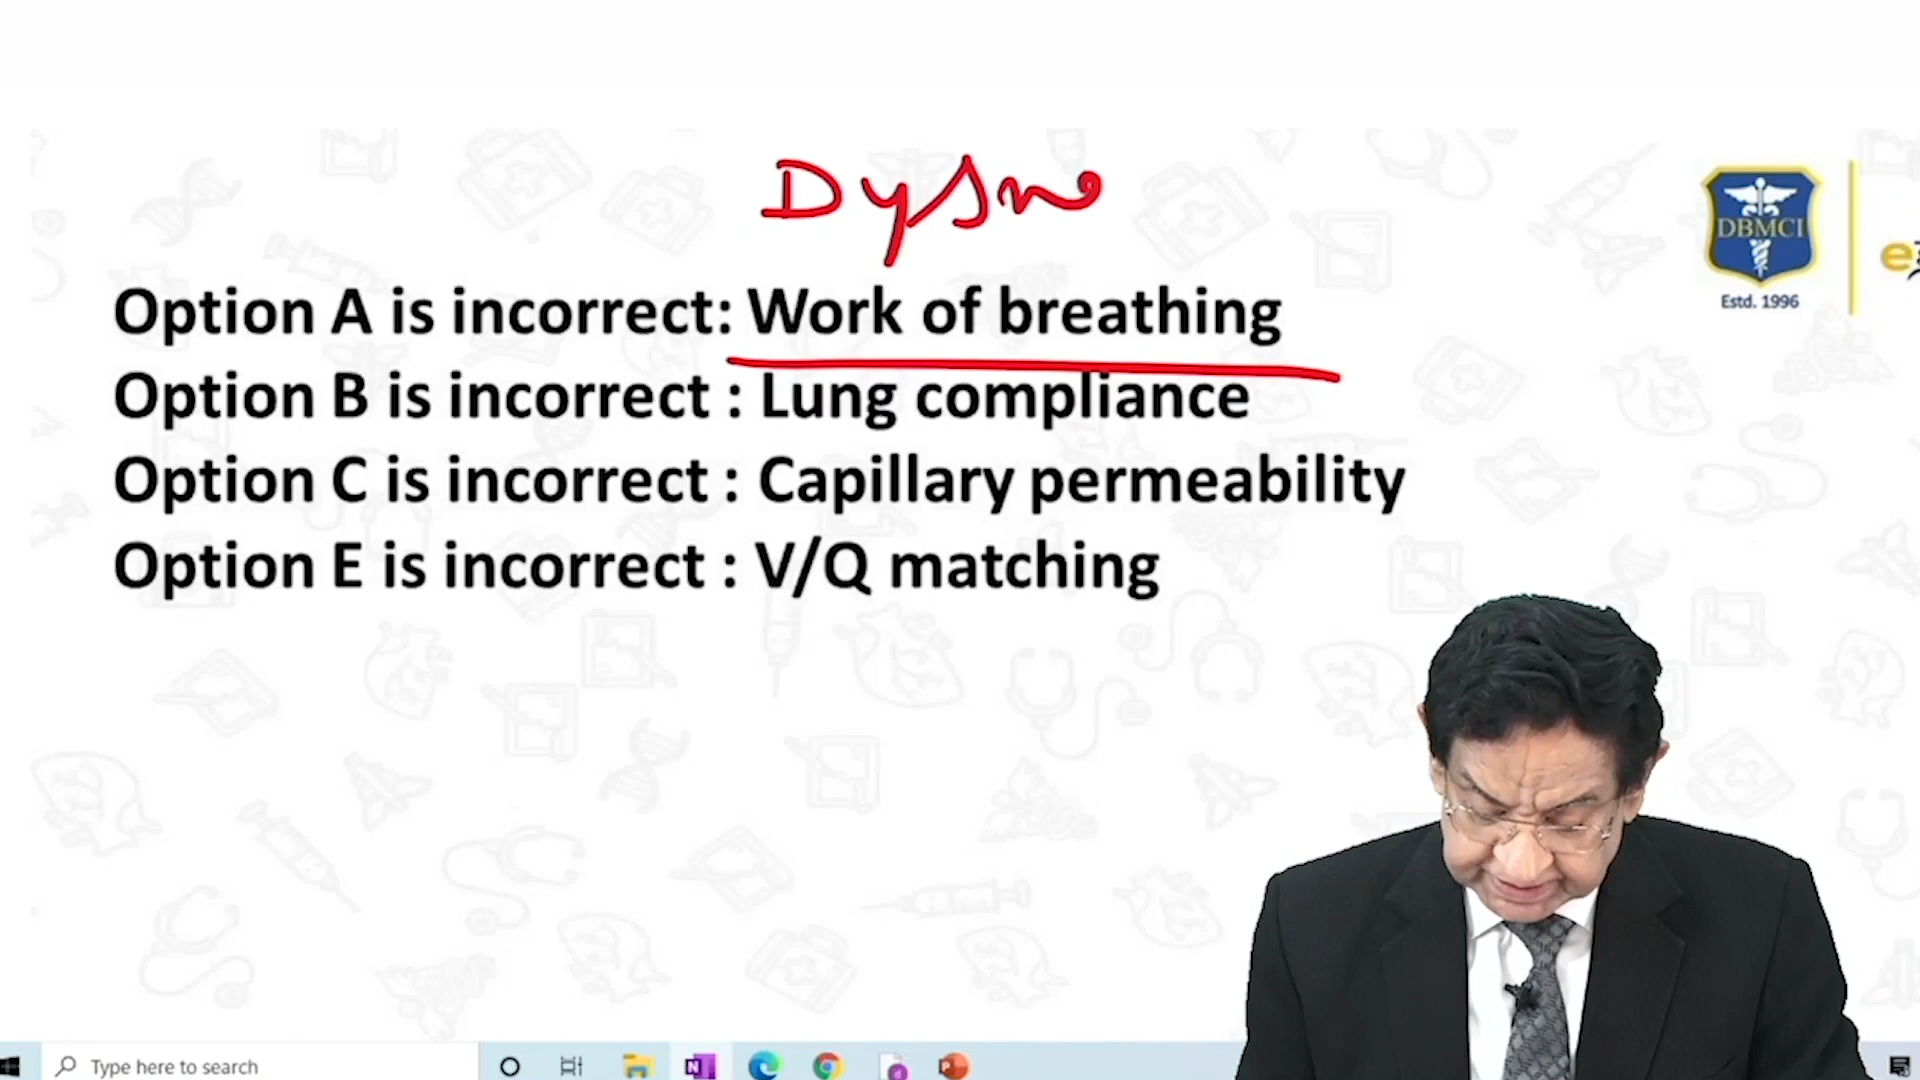 Dysno
DBMCI
Estd. 1996
e
Option A is incorrect: Work of breathing
Option B is incorrect : Lung compliance
Option C is incorrect : Capillary permeability
Option E is incorrect : V/Q matching
Type here to search